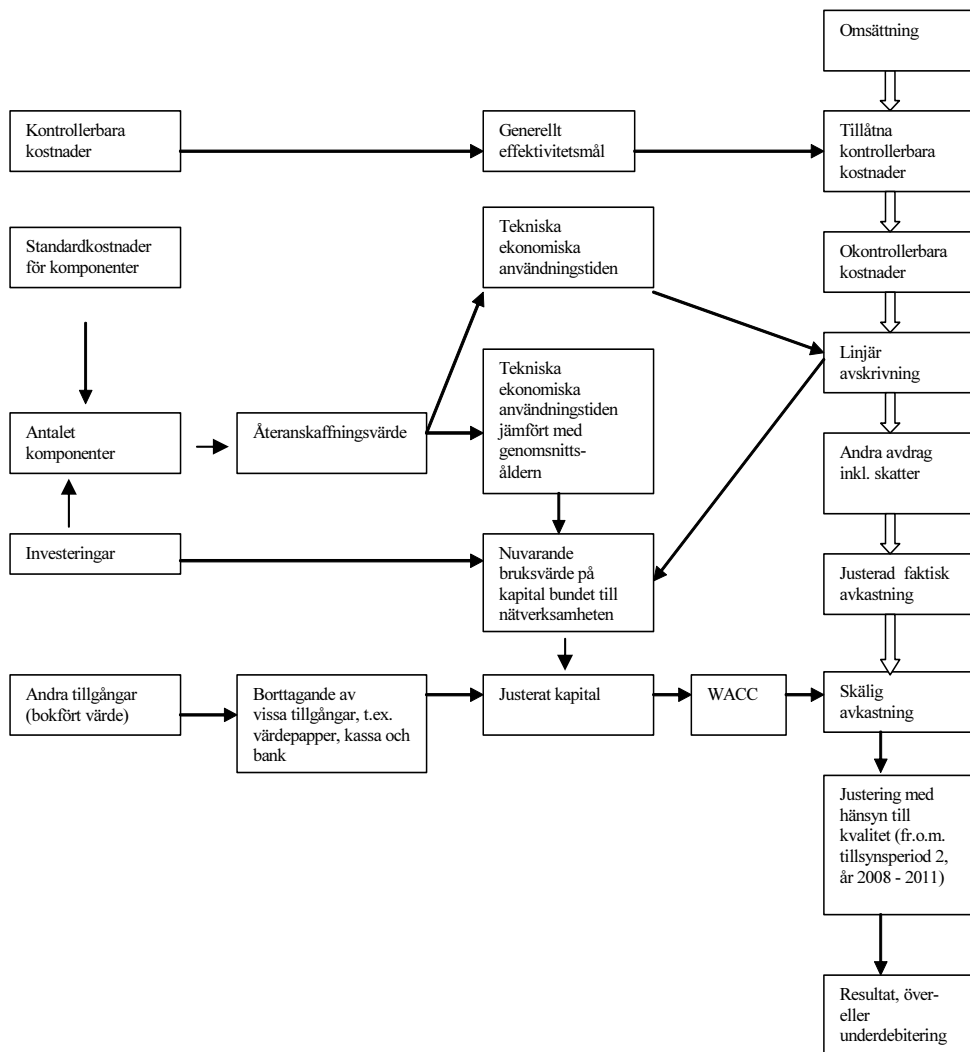 Omsättning
Kontrollerbara
kostnader
Generellt
effektivitetsmål
Tillåtna
kontrollerbara
kostnader
Standardkostnader
för komponenter
Tekniska
ekonomiska
användningstiden
Okontrollerbara
kostnader
Linjär
avskrivning
Antalet
komponenter
Återanskaffningsvärde
Tekniska
ekonomiska
användningstiden
jämfört med
genomsnitts-
åldern
Andra avdrag
inkl. skatter
Investeringar
Nuvarande
bruksvärde på
kapital bundet till
nätverksamheten
Justerad faktisk
avkastning
Andra tillgångar
(bokfört värde)
Borttagande av
vissa tillgångar, t.ex.
värdepapper, kassa och
bank
Justerat kapital
WACC
Skälig
avkastning
Justering med
hänsyn till
kvalitet (fr.o.m.
tillsynsperiod 2,
år 2008 - 2011)
Resultat, över-
eller
underdebitering